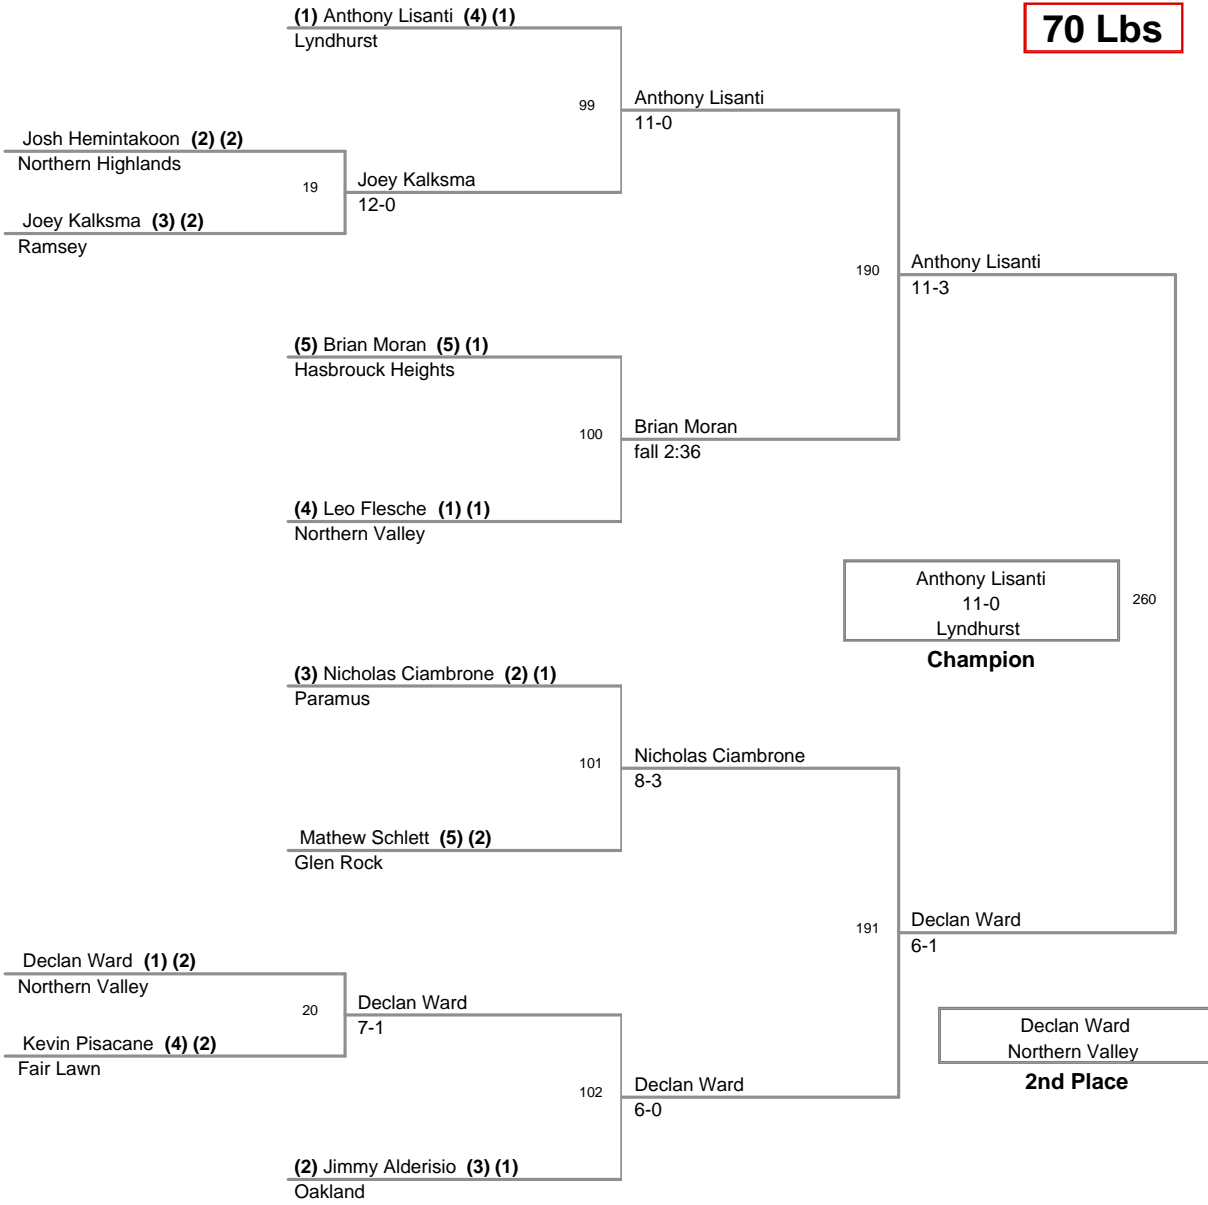 (1) Anthony Lisanti (4) (1)
Lyndhurst
70 Lbs
99
Anthony Lisanti
11-0
Josh Hemintakoon (2) (2)
Northern Highlands
19
Joey Kalksma
12-0
Joey Kalksma (3) (2)
Ramsey
190
Anthony Lisanti
11-3
(5) Brian Moran (5) (1)
Hasbrouck Heights
100
Brian Moran
fall 2:36
(4) Leo Flesche (1) (1)
Northern Valley
Anthony Lisanti
11-0
Lyndhurst
260
Champion
(3) Nicholas Ciambrone (2) (1)
Paramus
101
Nicholas Ciambrone
8-3
Mathew Schlett (5) (2)
Glen Rock
191
Declan Ward
6-1
Declan Ward (1) (2)
Northern Valley
20
Declan Ward
7-1
Kevin Pisacane (4) (2)
Fair Lawn
Declan Ward
Northern Valley
2nd Place
102
Declan Ward
6-0
(2) Jimmy Alderisio (3) (1)
Oakland